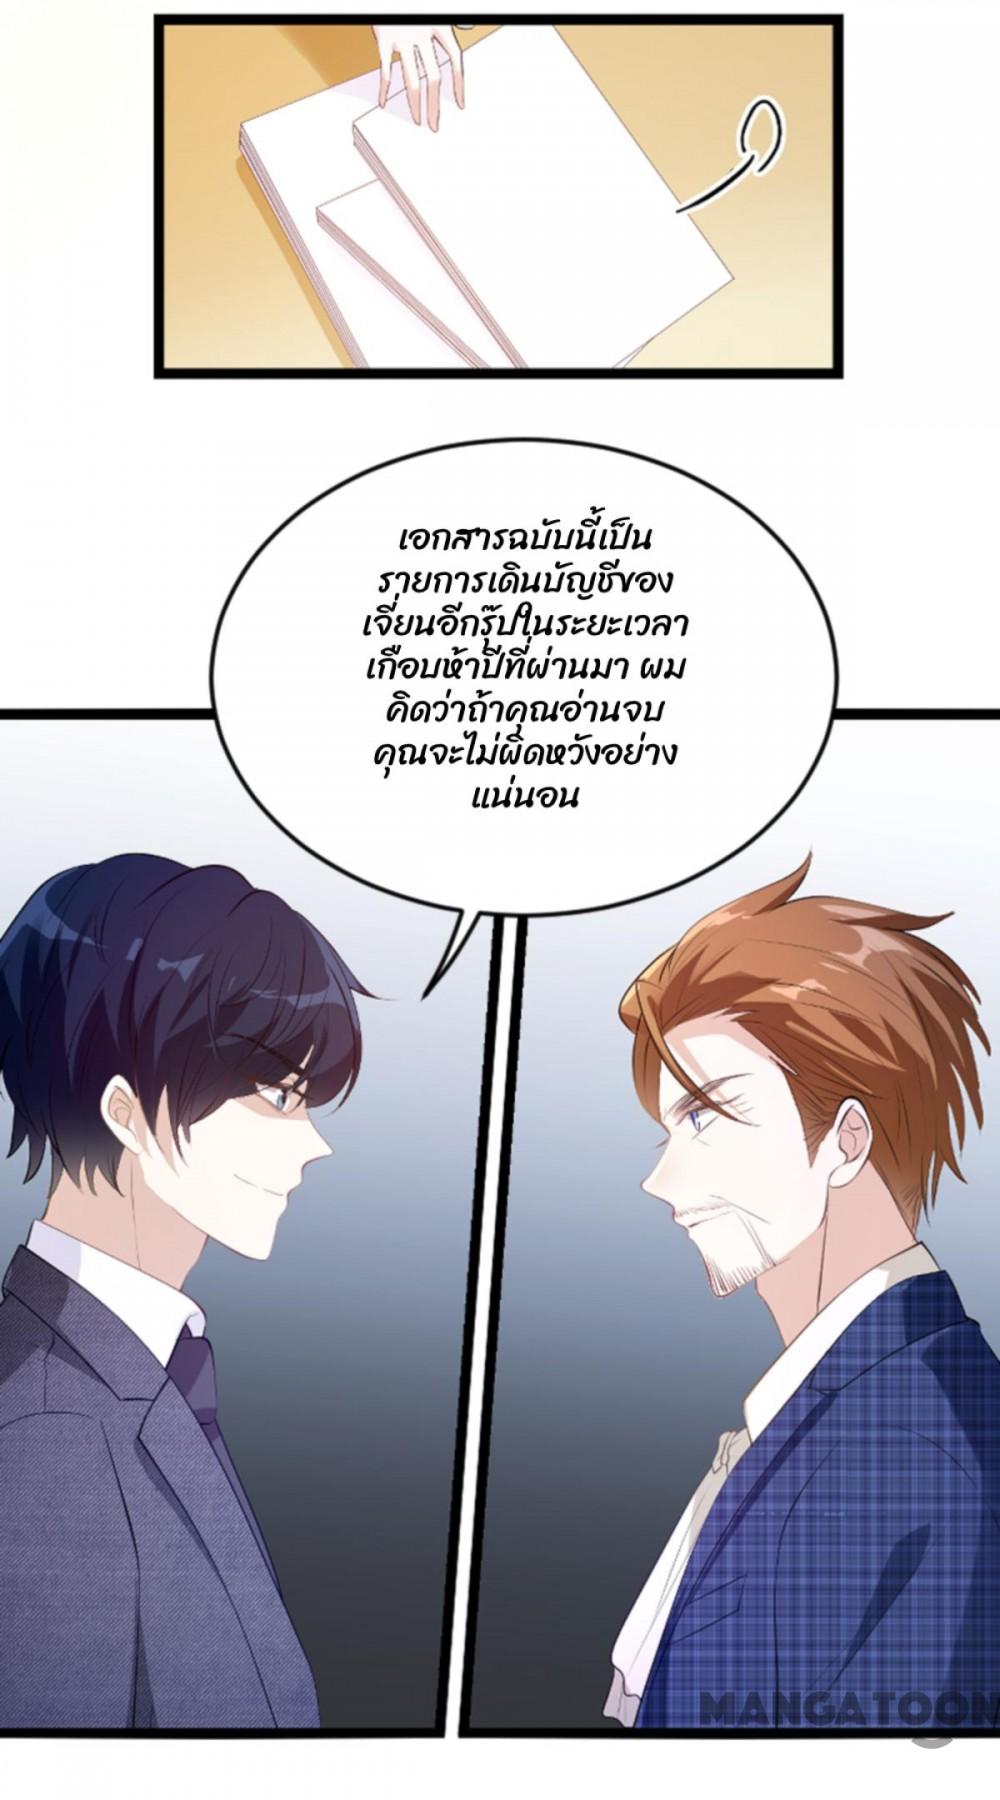 เอกสารฉบับนี้เป็น
รายการเดินบัญชีของ
เจี่ยนอีกรุ๊ปในระยะเวลา
เกือบห้าปีที่ผ่านมา ผม
คิดว่าถ้าคุณอ่านจบ
คุณจะไม่ผิดหวังอย่าง
แน่นอน
MANGATOON